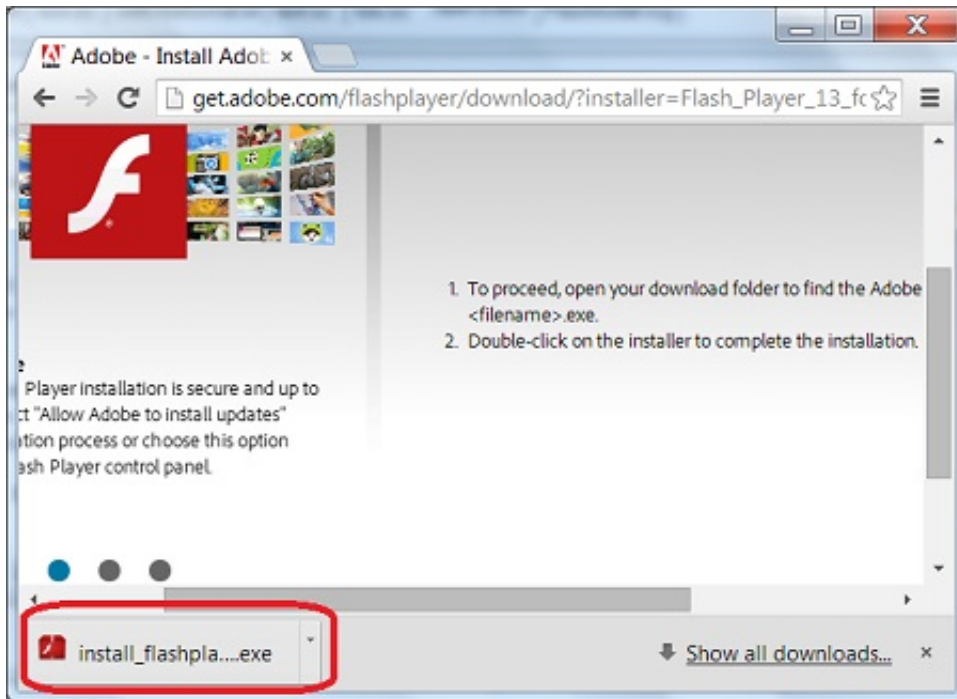 Adobe - Install Adob
get.adobe.com/flashplayer/download/?installer=Flash_Player_13_fc
1. To proceed, open your download folder to find the Adobe
<filename>.exe.
2. Double-click on the installer to complete the installation.
e
Player installation is secure and up to
ct "Allow Adobe to install updates"
ation process or choose this option
ash Player control panel.
install_flashpla....exe
Show all downloads...